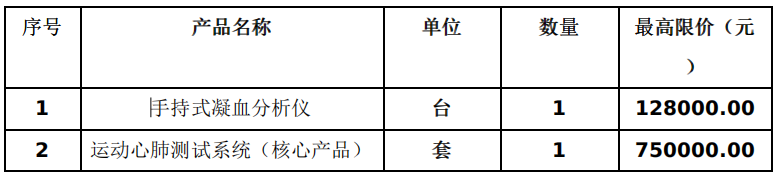 序号 产品名称 单位 数量 最高限价（元
）
1 手持式凝血分析仪 台 1 128000.00
2 运动心肺测试系统（核心产品） 套 1 750000.00